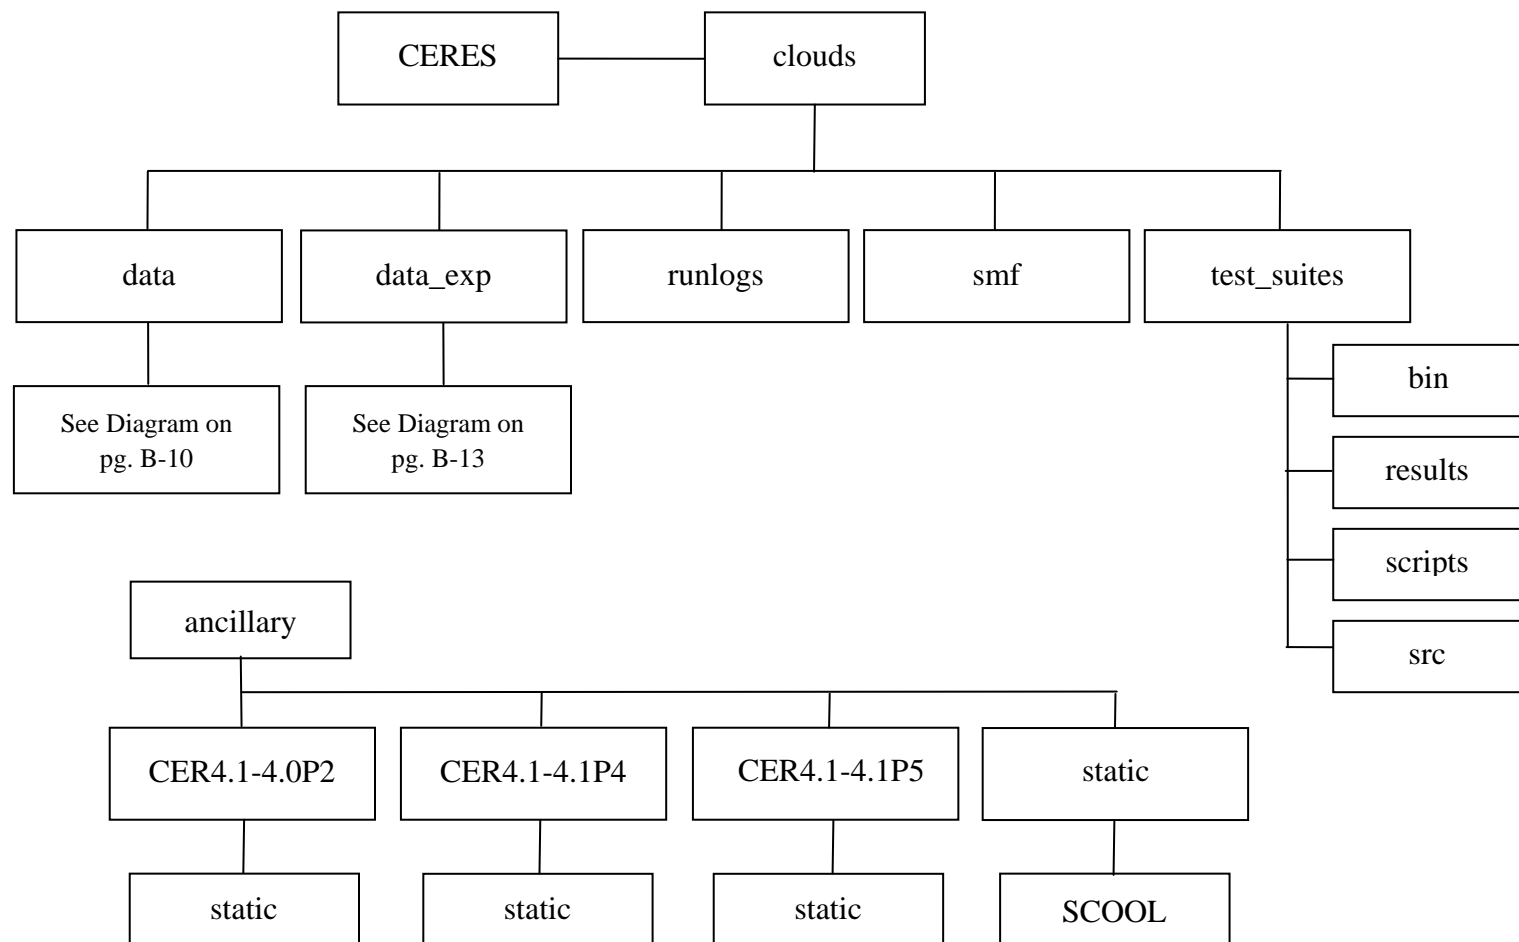 CERES
clouds
data
data_exp
runlogs
smf
test_suites
See Diagram on
pg. B-10
See Diagram on
pg. B-13
bin
results
scripts
src
ancillary
CER4.1-4.0P2
CER4.1-4.1P4
CER4.1-4.1P5
static
static
static
static
SCOOL